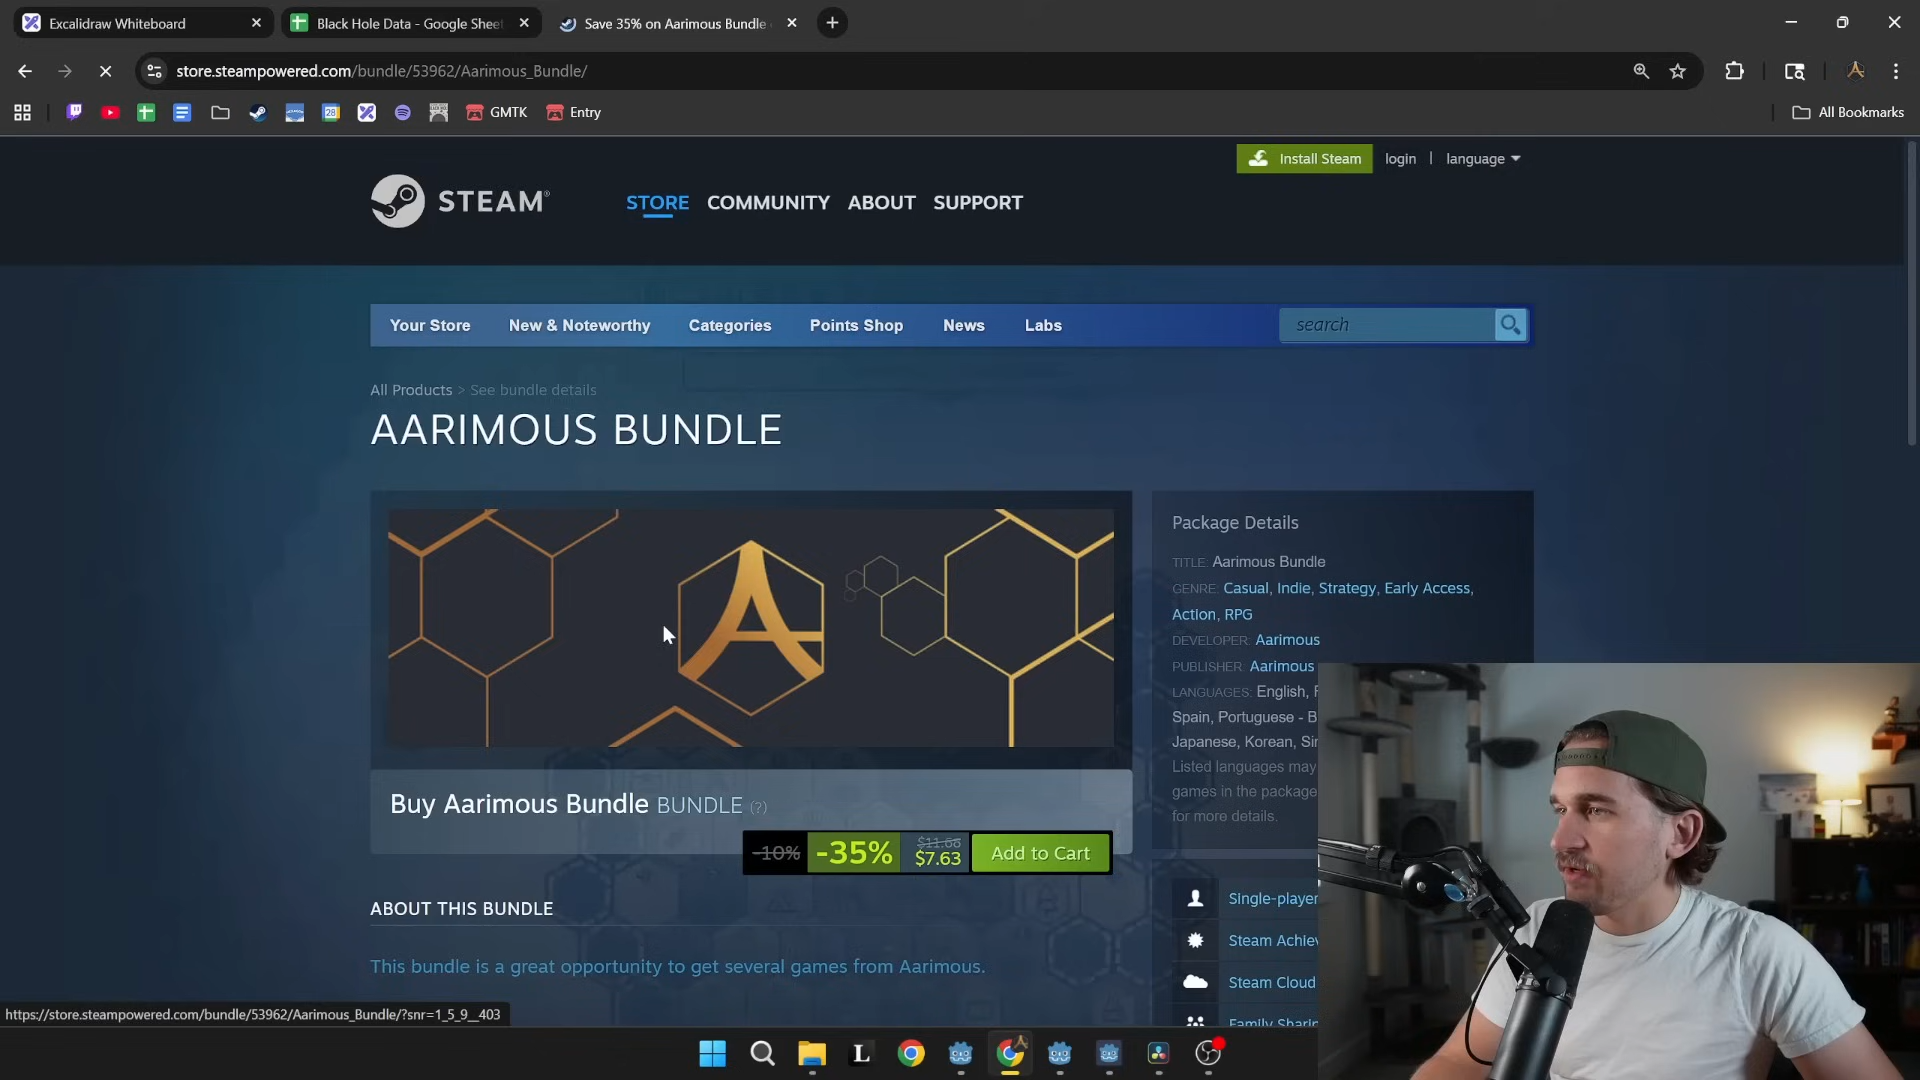 Excalidraw Whiteboard
Black Hole Data - Google Shee
Save 35% on Aarimous Bundle
store.steampowered.com/bundle/53962/Aarimous_Bundle/
GMTK
Entry
All Bookmarks
Install Steam
login
language
STEAM®
STORE
COMMUNITY
ABOUT
SUPPORT
Your Store
New & Noteworthy
Categories
Points Shop
News
Labs
search
All Products > See bundle details
AARIMOUS BUNDLE
Package Details
TITLE: Aarimous Bundle
GENRE: Casual, Indie, Strategy, Early Access,
Action, RPG
DEVELOPER: Aarimous
PUBLISHER: Aarimous
LANGUAGES: English, F
Spain, Portuguese - B
Japanese, Korean, Sir
Listed languages may
games in the package
for more details.
Buy Aarimous Bundle BUNDLE (?)
-10%
-35%
$11.66
$7.63
Add to Cart
ABOUT THIS BUNDLE
This bundle is a great opportunity to get several games from Aarimous.
Single-player
Steam Achiev
Steam Cloud
Family Sharin
https://store.steampowered.com/bundle/53962/Aarimous_Bundle/?snr=1_5_9__403
28
L